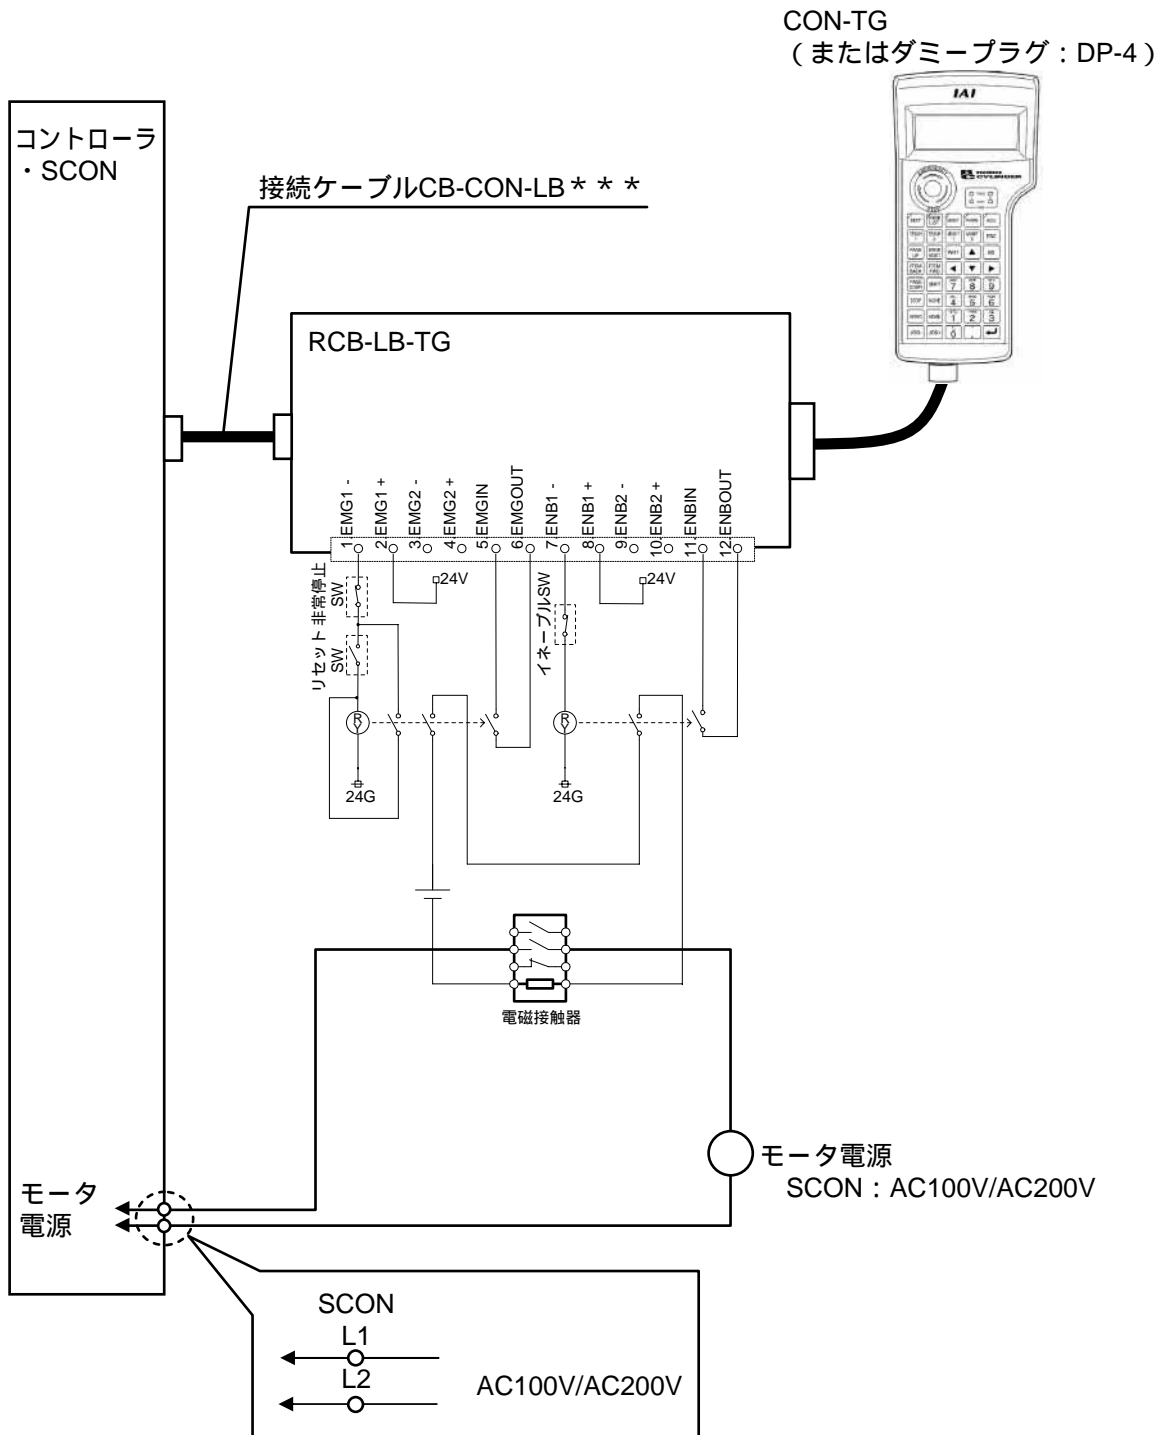 CON-TG
（またはダミープラグ：DP-4）
IAI
CYLINDER
コントローラ
・SCON
接続ケーブルCB-CON-LB＊＊＊
RCB-LB-TG
1.EMG1 -
2.EMG1 +
3.EMG2 -
4.EMG2 +
5.EMGIN
6.EMGOUT
7.ENB1 -
8.ENB1 +
9.ENB2 -
10.ENB2 +
11.ENBIN
12.ENBOUT
非常停止
SW
リセット
SW
24V
イネーブルSW
24V
R
R
24G
24G
電磁接触器
モータ電源
SCON：AC100V/AC200V
モータ
電源
SCON
L1
L2
AC100V/AC200V